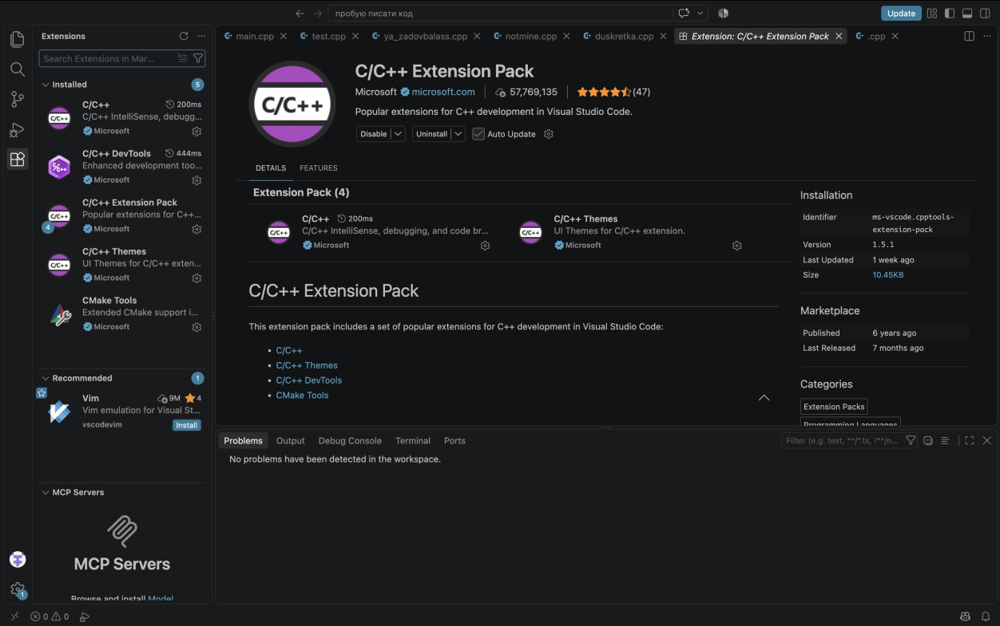 пробую писати код
Update
Extensions
main.cpp
test.cpp
ya_zadovbalass.cpp
notmine.cpp
duskretka.cpp
Extension: C/C++ Extension Pack
.cpp
Search Extensions in Mar...
Installed
5
C/C++
200ms
C/C++ IntelliSense, debugg...
Microsoft
C/C++ DevTools
444ms
Enhanced development too...
Microsoft
C/C++ Extension Pack
Popular extensions for C++...
4
Microsoft
C/C++ Themes
UI Themes for C/C++ exten...
Microsoft
CMake Tools
Extended CMake support i...
Microsoft
Recommended
1
Vim
9M
4
Vim emulation for Visual St...
vscodevim
Install
MCP Servers
MCP Servers
Browse and install Model
1
C/C++
C/C++ Extension Pack
Microsoft microsoft.com 57,769,135 (47)
Popular extensions for C++ development in Visual Studio Code.
Disable Uninstall Auto Update
DETAILS FEATURES
Extension Pack (4)
C/C++ 200ms
C/C++ IntelliSense, debugging, and code br...
Microsoft
C/C++ Themes
UI Themes for C/C++ extension.
Microsoft
C/C++ Extension Pack
This extension pack includes a set of popular extensions for C++ development in Visual Studio Code:
• C/C++
• C/C++ Themes
• C/C++ DevTools
• CMake Tools
Installation
Identifier ms-vscode.cpptools-
extension-pack
Version 1.5.1
Last Updated 1 week ago
Size 10.45KB
Marketplace
Published 6 years ago
Last Released 7 months ago
Categories
Extension Packs
Programming Languages
Problems Output Debug Console Terminal Ports
Filter (e.g. text, **/*.ts, !**/n...
No problems have been detected in the workspace.
0 0